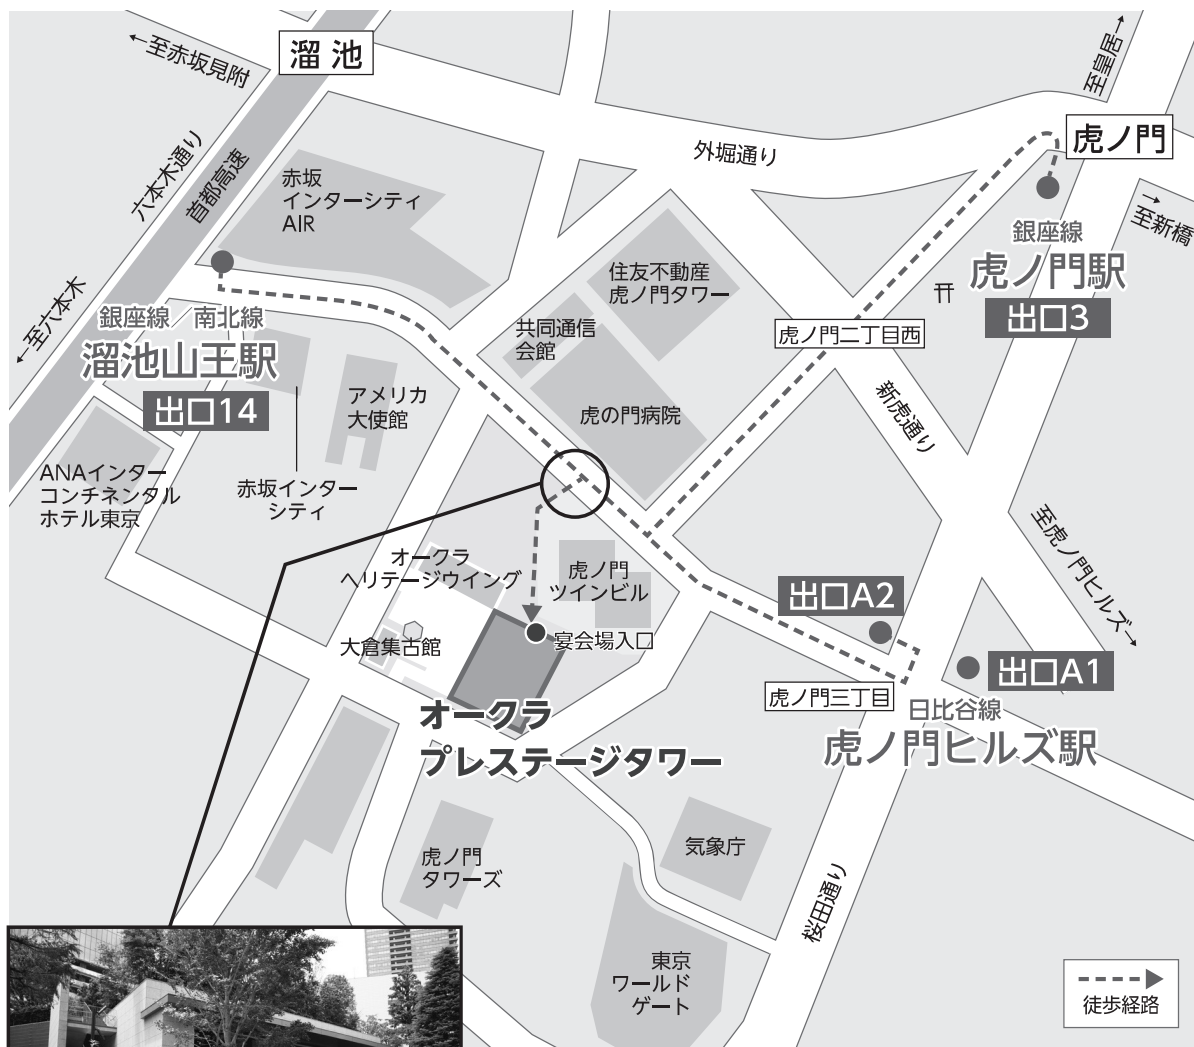 溜池
←至赤坂見附
至皇居→
虎ノ門
外堀通り
六本木通り
首都高速
赤坂
インターシティ
AIR
→
至新橋
銀座線
虎ノ門駅
出口3
住友不動産
虎ノ門タワー
←至六本木
銀座線/南北線
溜池山王駅
出口14
共同通信
会館
虎ノ門二丁目西
アメリカ
大使館
虎の門病院
新虎通り
ANAインター
コンチネンタル
ホテル東京
赤坂インター
シティ
至虎ノ門ヒルズ→
オークラ
ヘリテージウイング
虎ノ門
ツインビル
出口A2
大倉集古館
宴会場入口
出口A1
虎ノ門三丁目
日比谷線
虎ノ門ヒルズ駅
オークラ
プレステージタワー
虎ノ門
タワーズ
気象庁
桜田通り
東京
ワールド
ゲート
徒歩経路